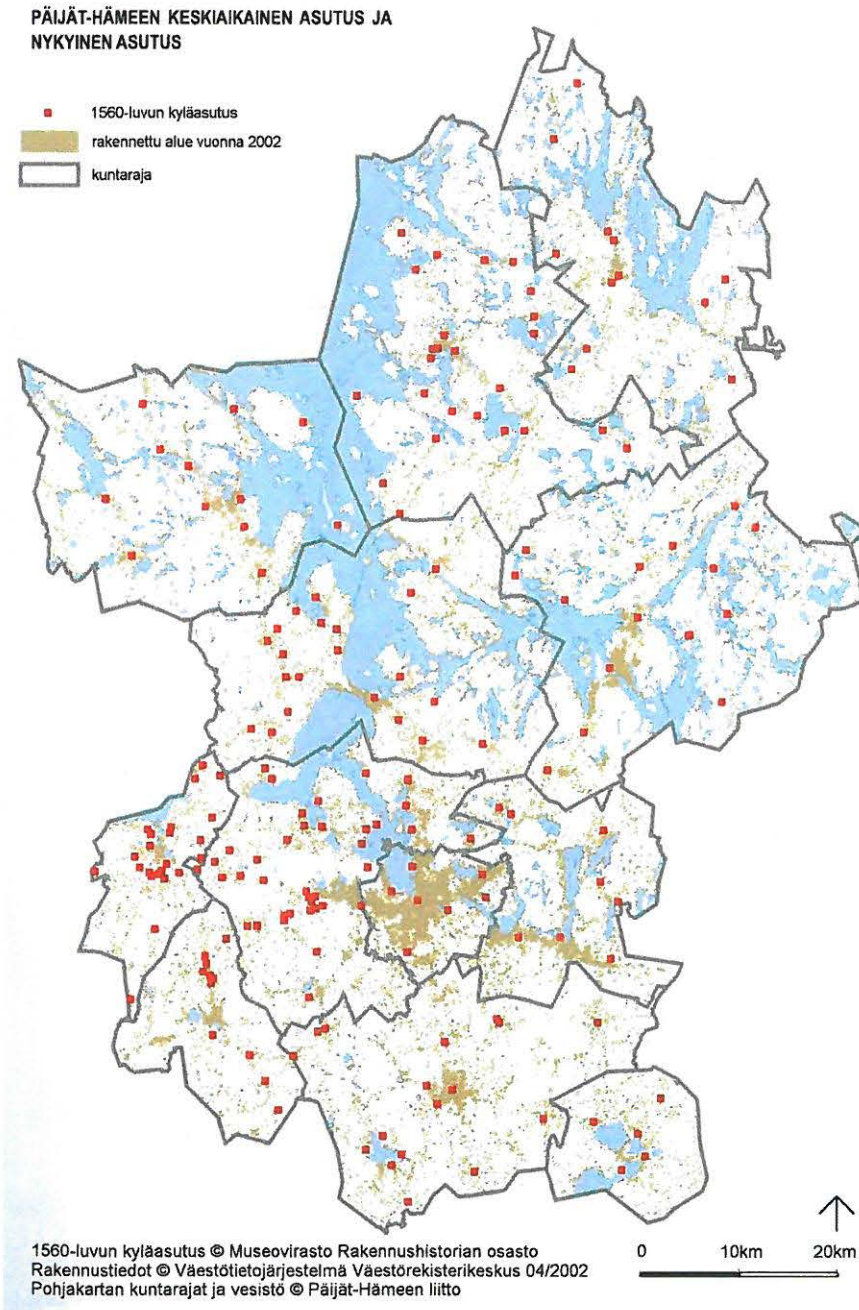 PÄIJÄT-HÄMEEN KESKIAIKAINEN ASUTUS JA
NYKYINEN ASUTUS
1560-luvun kyläasutus
rakennettu alue vuonna 2002
kuntaraja
1560-luvun kyläasutus © Museovirasto Rakennushistorian osasto
Rakennustiedot © Väestötietojärjestelmä Väestörekisterikeskus 04/2002
Pohjakartan kuntarajat ja vesistö © Päijät-Hämeen liitto
0 10km 20km